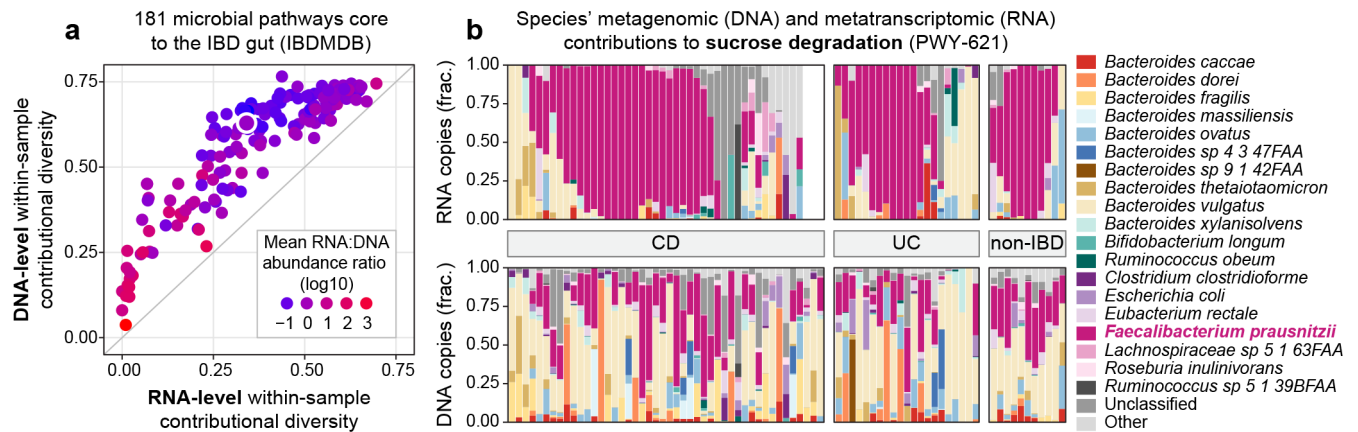 a
181 microbial pathways core
to the IBD gut (IBDMDB)
DNA-level within-sample
contributional diversity
0.75
0.50
0.25
0.00
Mean RNA:DNA
abundance ratio
(log10)
−1 0 1 2 3
0.00 0.25 0.50 0.75
RNA-level within-sample
contributional diversity
b
Species' metagenomic (DNA) and metatranscriptomic (RNA)
contributions to sucrose degradation (PWY-621)
RNA copies (frac.)
1.00
0.75
0.50
0.25
0.00
CD UC non-IBD
DNA copies (frac.)
1.00
0.75
0.50
0.25
0.00
Bacteroides caccae
Bacteroides dorei
Bacteroides fragilis
Bacteroides massiliensis
Bacteroides ovatus
Bacteroides sp 4 3 47FAA
Bacteroides sp 9 1 42FAA
Bacteroides thetaiotaomicron
Bacteroides vulgatus
Bacteroides xylanisolvens
Bifidobacterium longum
Ruminococcus obeum
Clostridium clostridioforme
Escherichia coli
Eubacterium rectale
Faecalibacterium prausnitzii
Lachnospiraceae sp 5 1 63FAA
Roseburia inulinivorans
Ruminococcus sp 5 1 39BFAA
Unclassified
Other